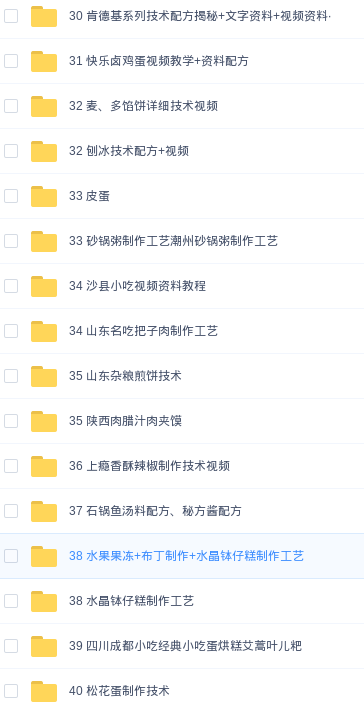 30 肯德基系列技术配方揭秘+文字资料+视频资料·
31 快乐卤鸡蛋视频教学+资料配方
32 麦、多馅饼详细技术视频
32 刨冰技术配方+视频
33 皮蛋
33 砂锅粥制作工艺潮州砂锅粥制作工艺
34 沙县小吃视频资料教程
34 山东名吃把子肉制作工艺
35 山东杂粮煎饼技术
35 陕西肉腊汁肉夹馍
36 上瘾香酥辣椒制作技术视频
37 石锅鱼汤料配方、秘方酱配方
38 水果果冻+布丁制作+水晶钵仔糕制作工艺
38 水晶钵仔糕制作工艺
39 四川成都小吃经典小吃蛋烘糕艾蒿叶儿粑
40 松花蛋制作技术